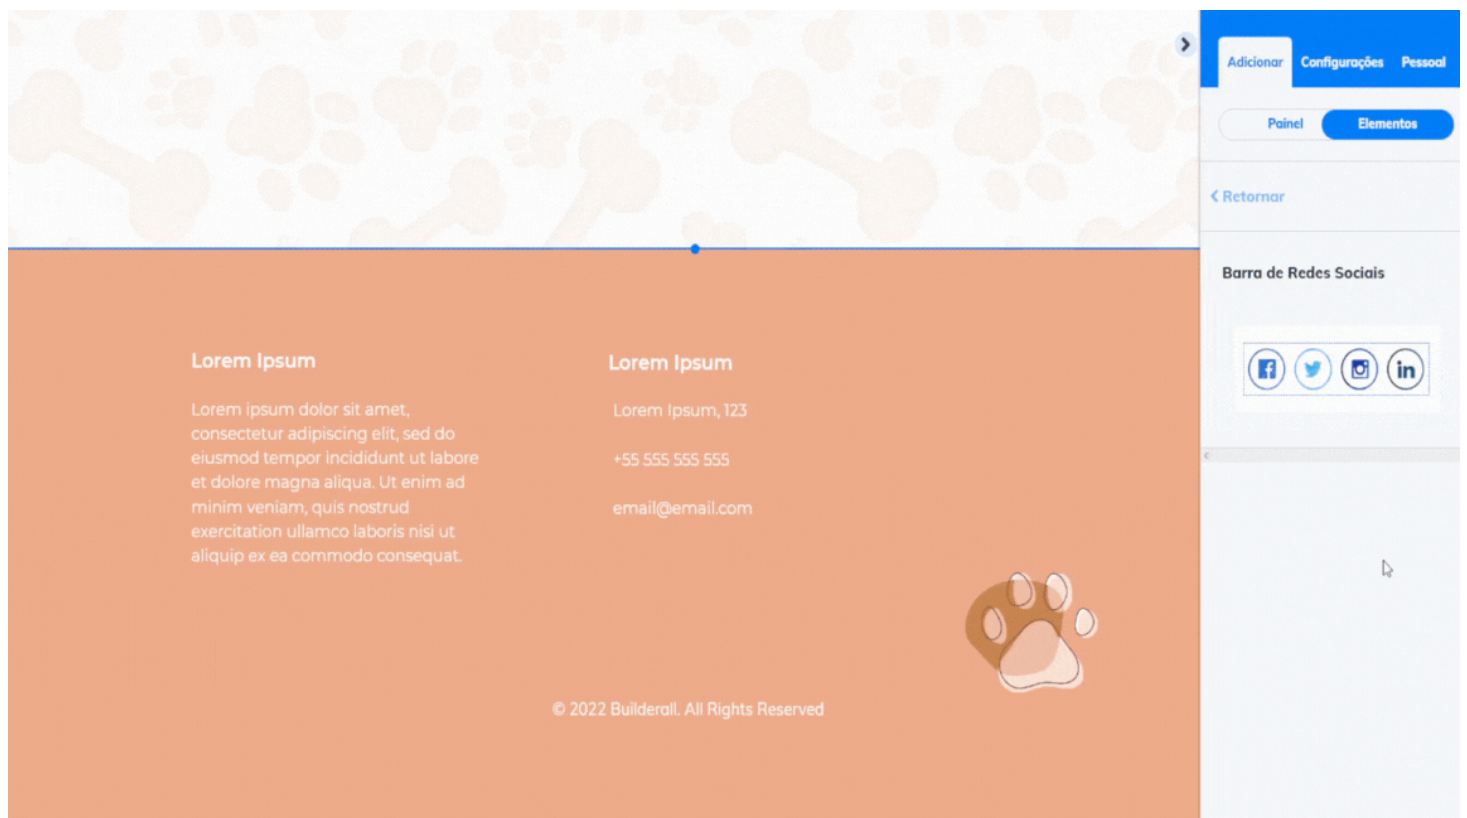 Adicionar Configurações Pessoal
Painel Elementos
Retornar
Barra de Redes Sociais
in
Lorem Ipsum
Lorem ipsum dolor sit amet,
consectetur adipiscing elit, sed do
eiusmod tempor incididunt ut labore
et dolore magna aliqua. Ut enim ad
minim veniam, quis nostrud
exercitation ullamco laboris nisi ut
aliquip ex ea commodo consequat.
Lorem Ipsum
Lorem Ipsum, 123
+55 555 555 555
email@email.com
© 2022 Builderall. All Rights Reserved